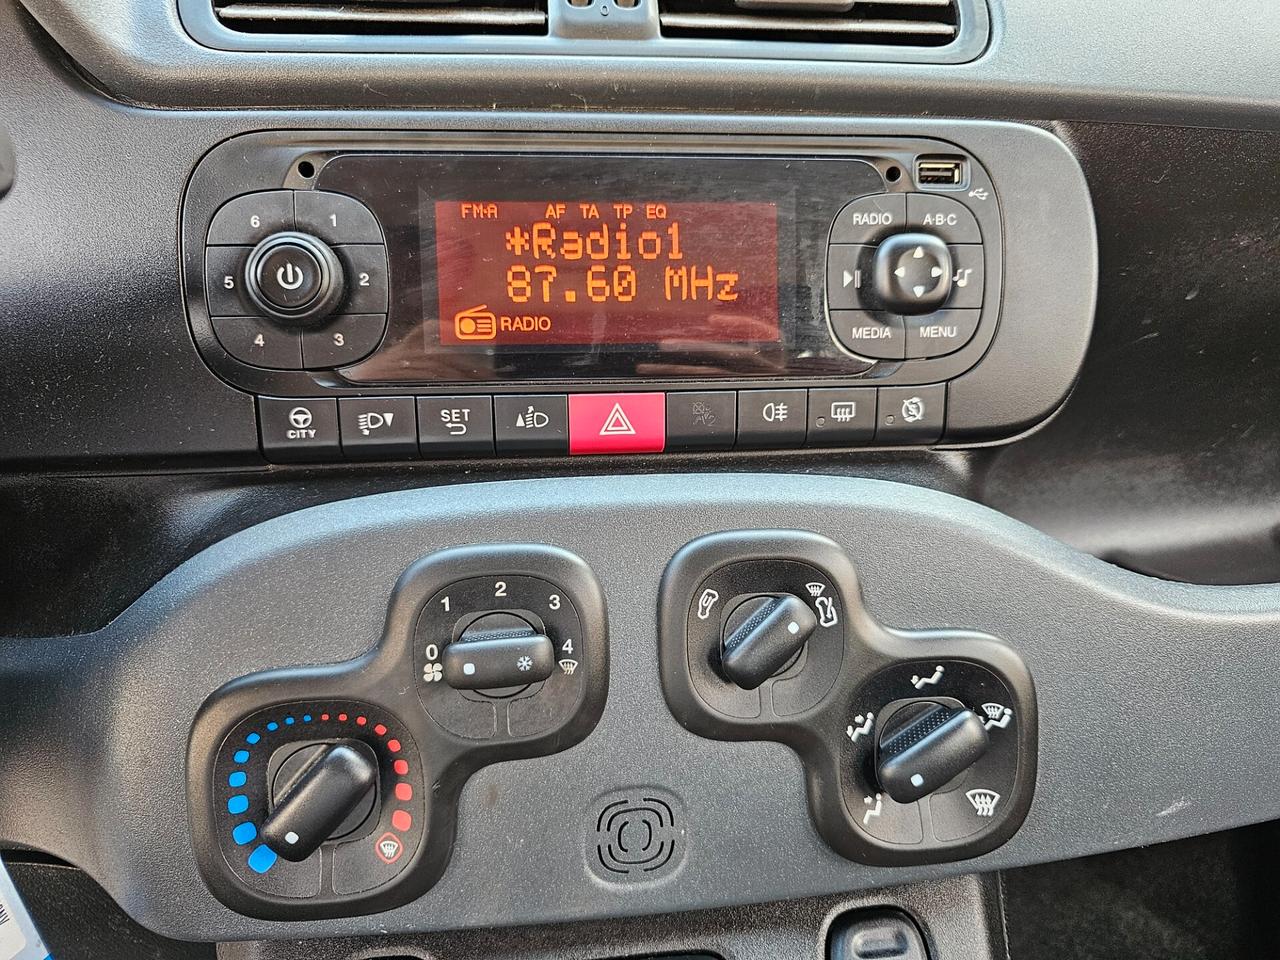 FM-A AF TA TP EQ
*Radio1
87.60 MHz
RADIO
6 1
5 2
4 3
RADIO A·B·C
MEDIA MENU
CITY
SET
0 1 2 3 4